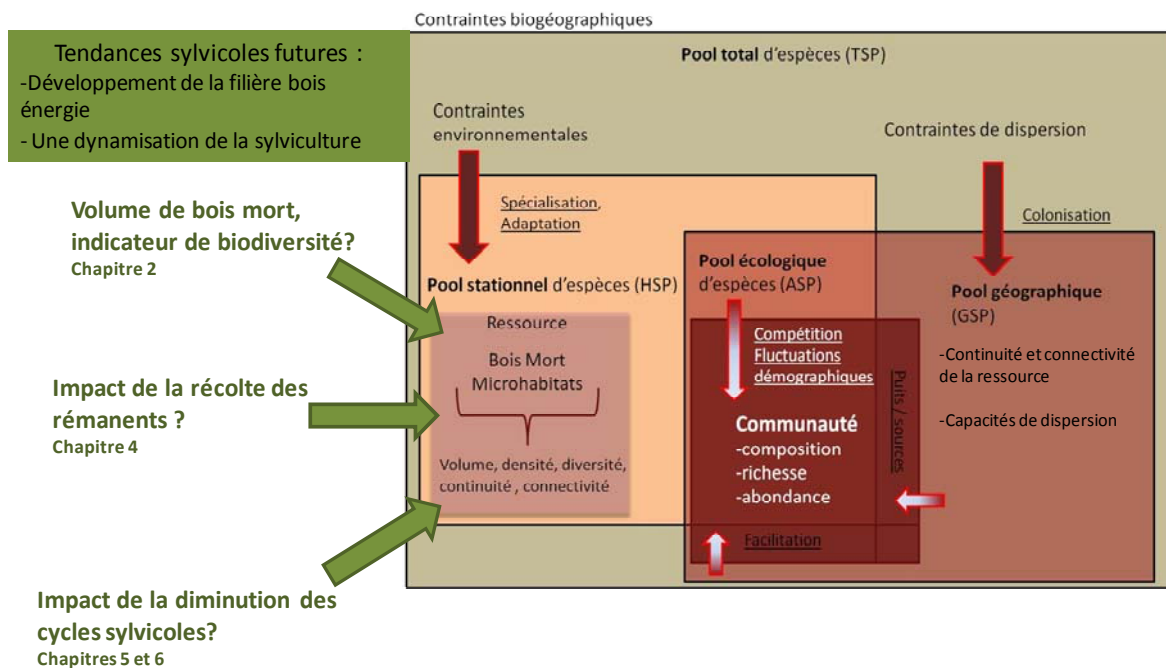 Contraintes biogéographiques
Tendances sylvicoles futures :
-Développement de la filière bois
énergie
- Une dynamisation de la sylviculture
Pool total d'espèces (TSP)
Contraintes
environnementales
Contraintes de dispersion
Spécialisation,
Adaptation
Colonisation
Volume de bois mort,
indicateur de biodiversité?
Chapitre 2
Pool stationnel d'espèces (HSP)
Pool écologique
d'espèces (ASP)
Pool géographique
(GSP)
-Continuité et connectivité
de la ressource
-Capacités de dispersion
Ressource
Bois Mort
Microhabitats
Volume, densité, diversité,
continuité , connectivité
Compétition
Fluctuations
démographiques
Communauté
-composition
-richesse
-abondance
Puits / sources
Facilitation
Impact de la récolte des
rémanents ?
Chapitre 4
Impact de la diminution des
cycles sylvicoles?
Chapitres 5 et 6